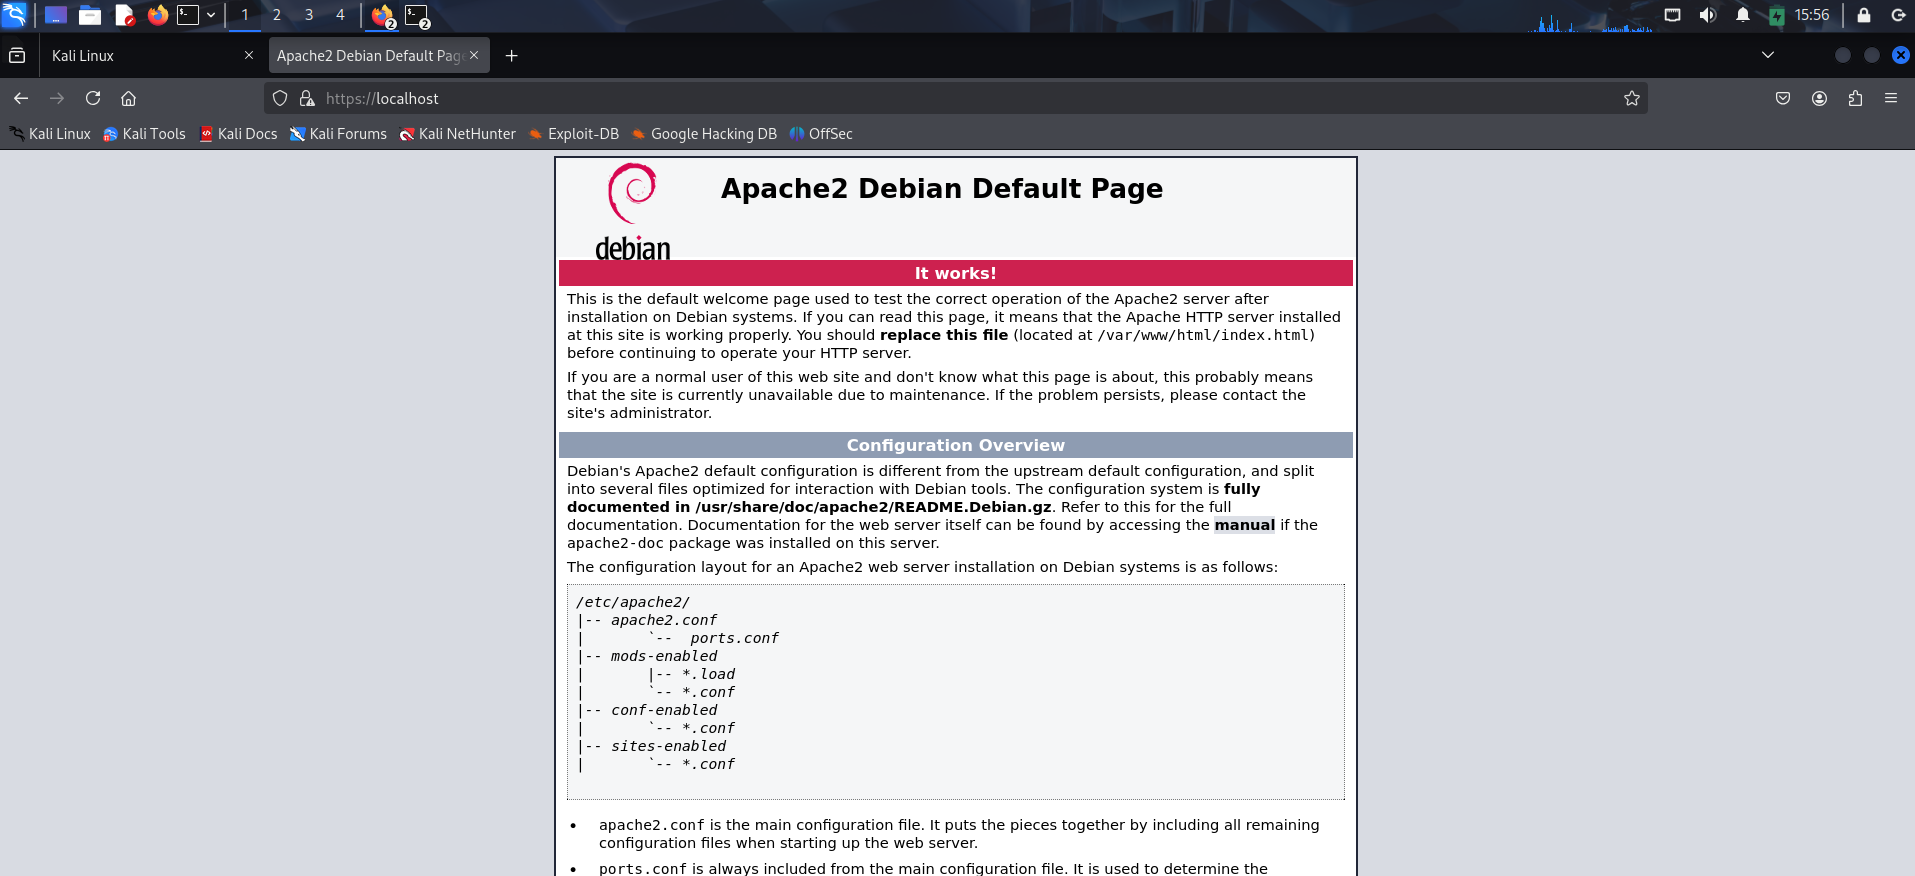 1 2 3 4 2 2 15:56
Kali Linux
Apache2 Debian Default Page
https://localhost
Kali Linux Kali Tools Kali Docs Kali Forums Kali NetHunter Exploit-DB Google Hacking DB OffSec
debian
Apache2 Debian Default Page
It works!
This is the default welcome page used to test the correct operation of the Apache2 server after
installation on Debian systems. If you can read this page, it means that the Apache HTTP server installed
at this site is working properly. You should replace this file (located at /var/www/html/index.html)
before continuing to operate your HTTP server.
If you are a normal user of this web site and don't know what this page is about, this probably means
that the site is currently unavailable due to maintenance. If the problem persists, please contact the
site's administrator.
Configuration Overview
Debian's Apache2 default configuration is different from the upstream default configuration, and split
into several files optimized for interaction with Debian tools. The configuration system is fully
documented in /usr/share/doc/apache2/README.Debian.gz. Refer to this for the full
documentation. Documentation for the web server itself can be found by accessing the manual if the
apache2-doc package was installed on this server.
The configuration layout for an Apache2 web server installation on Debian systems is as follows:
/etc/apache2/
|-- apache2.conf
|       `--  ports.conf
|-- mods-enabled
|       |-- *.load
|       `-- *.conf
|-- conf-enabled
|       `-- *.conf
|-- sites-enabled
|       `-- *.conf
• apache2.conf is the main configuration file. It puts the pieces together by including all remaining
configuration files when starting up the web server.
• ports.conf is always included from the main configuration file. It is used to determine the